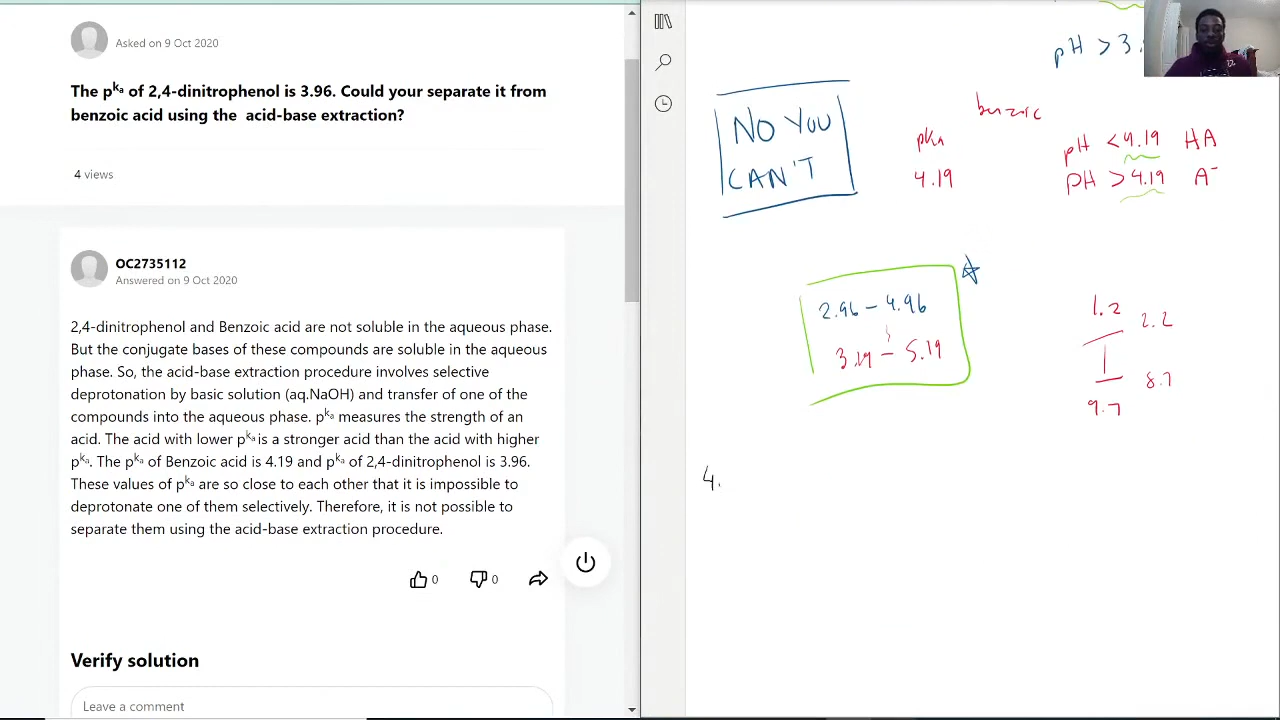 Asked on 9 Oct 2020
The pka of 2,4-dinitrophenol is 3.96. Could your separate it from
benzoic acid using the acid-base extraction?
4 views
OC2735112
Answered on 9 Oct 2020
2,4-dinitrophenol and Benzoic acid are not soluble in the aqueous phase.
But the conjugate bases of these compounds are soluble in the aqueous
phase. So, the acid-base extraction procedure involves selective
deprotonation by basic solution (aq.NaOH) and transfer of one of the
compounds into the aqueous phase. pka measures the strength of an
acid. The acid with lower pka is a stronger acid than the acid with higher
pka. The pka of Benzoic acid is 4.19 and pka of 2,4-dinitrophenol is 3.96.
These values of pka are so close to each other that it is impossible to
deprotonate one of them selectively. Therefore, it is not possible to
separate them using the acid-base extraction procedure.
0 0
Verify solution
Leave a comment
pH > 3.
NO YOU
CAN'T
benzoic
pKa
4.19
pH < 4.19 HA
PH > 4.19 A-
2.96 - 4.96
3.19 - 5.19
1.2
2.2
8.7
9.7
4.